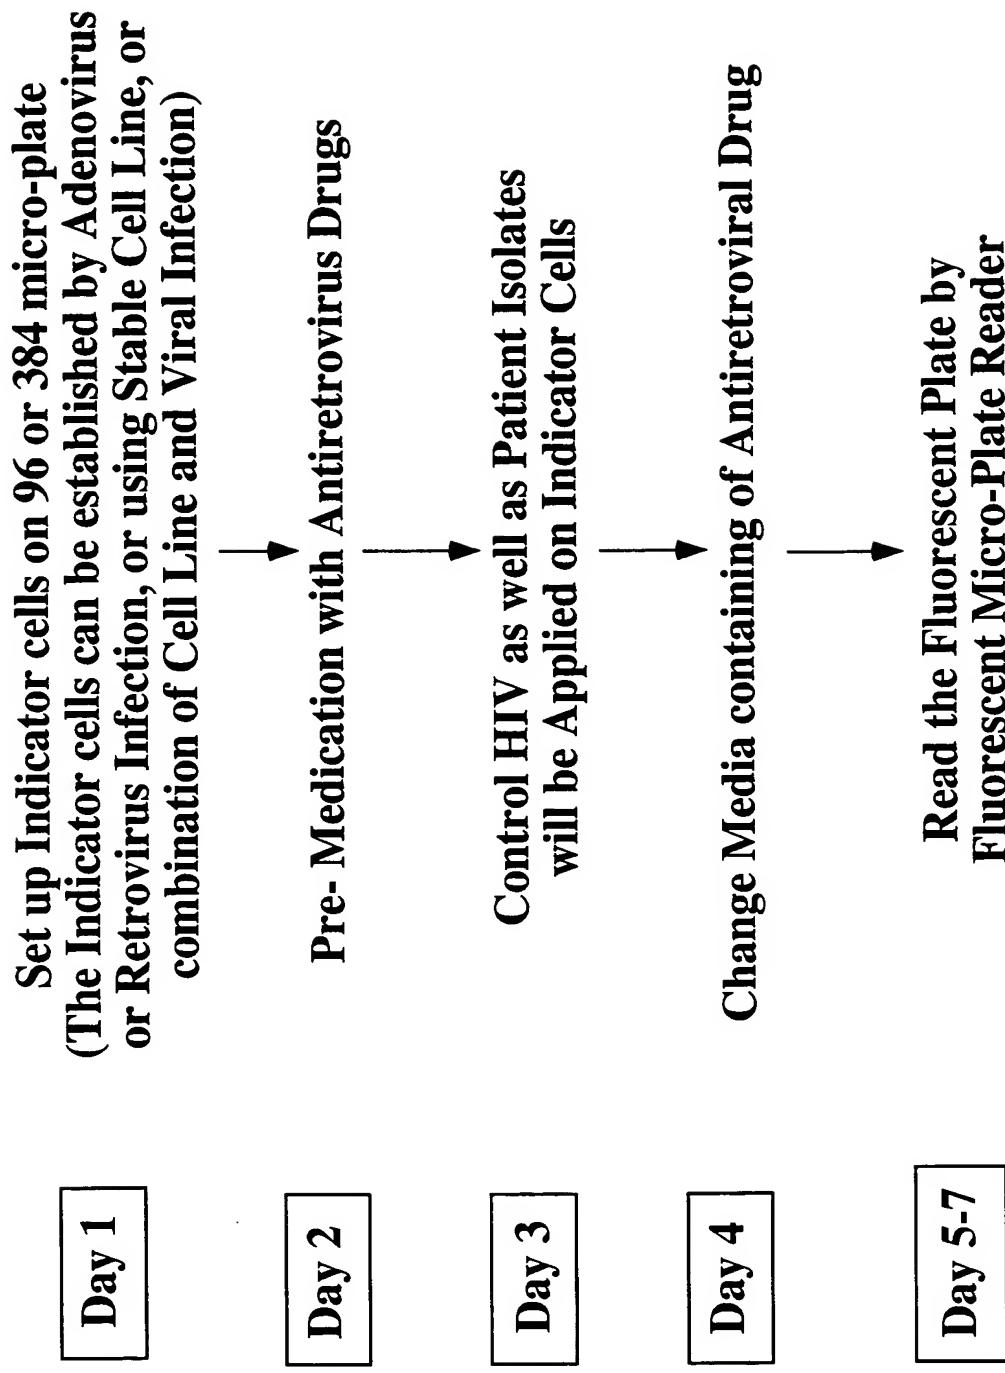 Day 1
Set up Indicator cells on 96 or 384 micro-plate
(The Indicator cells can be established by Adenovirus
or Retrovirus Infection, or using Stable Cell Line, or
combination of Cell Line and Viral Infection)
Day 2
Pre- Medication with Antiretrovirus Drugs
Day 3
Control HIV as well as Patient Isolates
will be Applied on Indicator Cells
Day 4
Change Media containing of Antiretroviral Drug
Day 5-7
Read the Fluorescent Plate by
Fluorescent Micro-Plate Reader